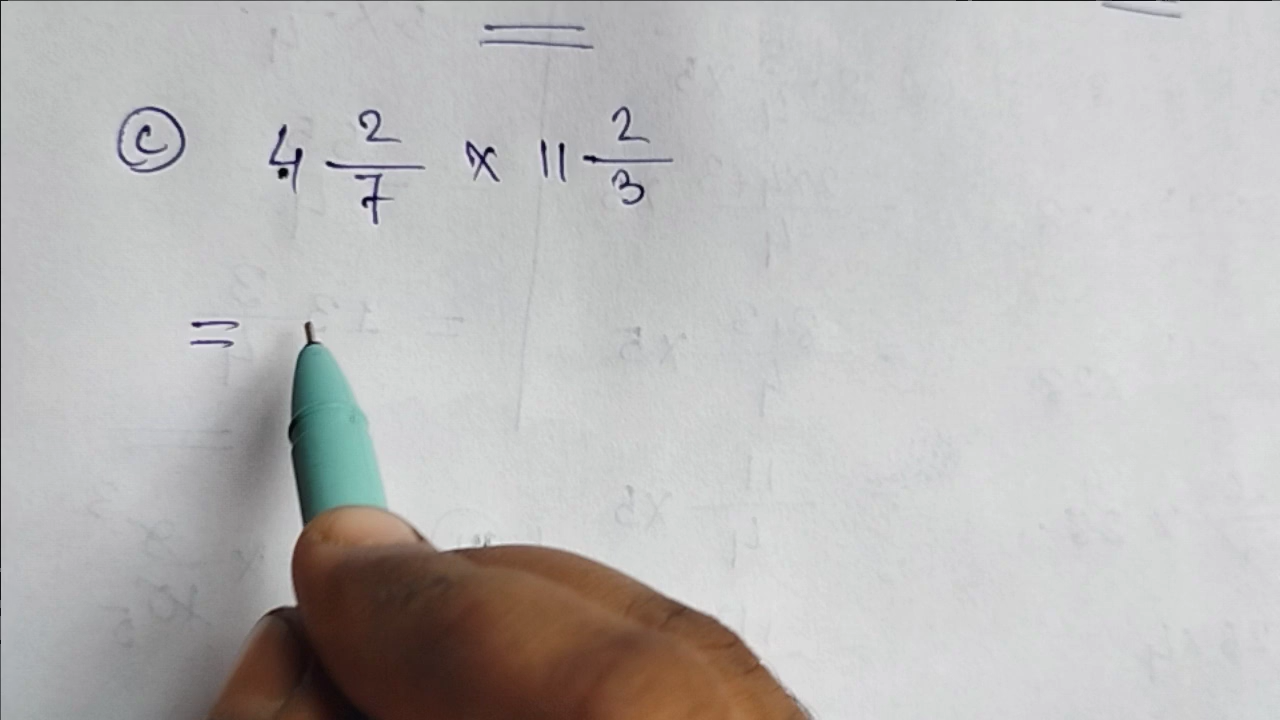 ⓒ 4 2/7 x 11 2/3
=